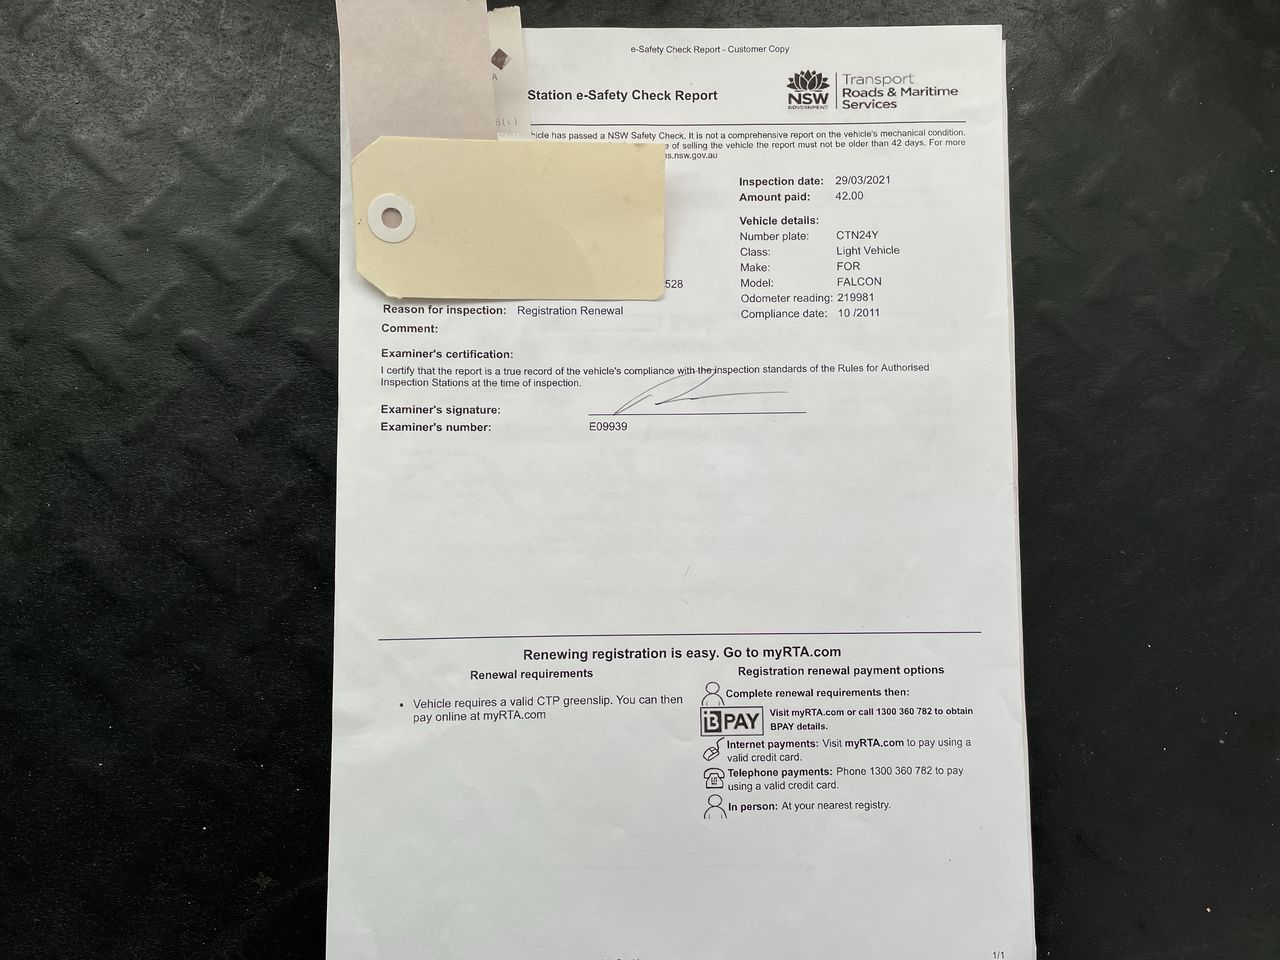 e-Safety Check Report - Customer Copy
A
Station e-Safety Check Report
NSW
GOVERNMENT
Transport
Roads & Maritime
Services
has passed a NSW Safety Check. It is not a comprehensive report on the vehicle's mechanical condition.
of selling the vehicle the report must not be older than 42 days. For more
.nsw.gov.au
Inspection date: 29/03/2021
Amount paid: 42.00
Vehicle details:
Number plate: CTN24Y
Class: Light Vehicle
Make: FOR
528
Model: FALCON
Odometer reading: 219981
Reason for inspection: Registration Renewal
Compliance date: 10 /2011
Comment:
Examiner's certification:
I certify that the report is a true record of the vehicle's compliance with the inspection standards of the Rules for Authorised
Inspection Stations at the time of inspection.
Examiner's signature:
Examiner's number: E09939
Renewing registration is easy. Go to myRTA.com
Renewal requirements
• Vehicle requires a valid CTP greenslip. You can then
pay online at myRTA.com
Registration renewal payment options
Complete renewal requirements then:
BPAY
Visit myRTA.com or call 1300 360 782 to obtain
BPAY details.
Internet payments: Visit myRTA.com to pay using a
valid credit card.
Telephone payments: Phone 1300 360 782 to pay
using a valid credit card.
In person: At your nearest registry.
1/1